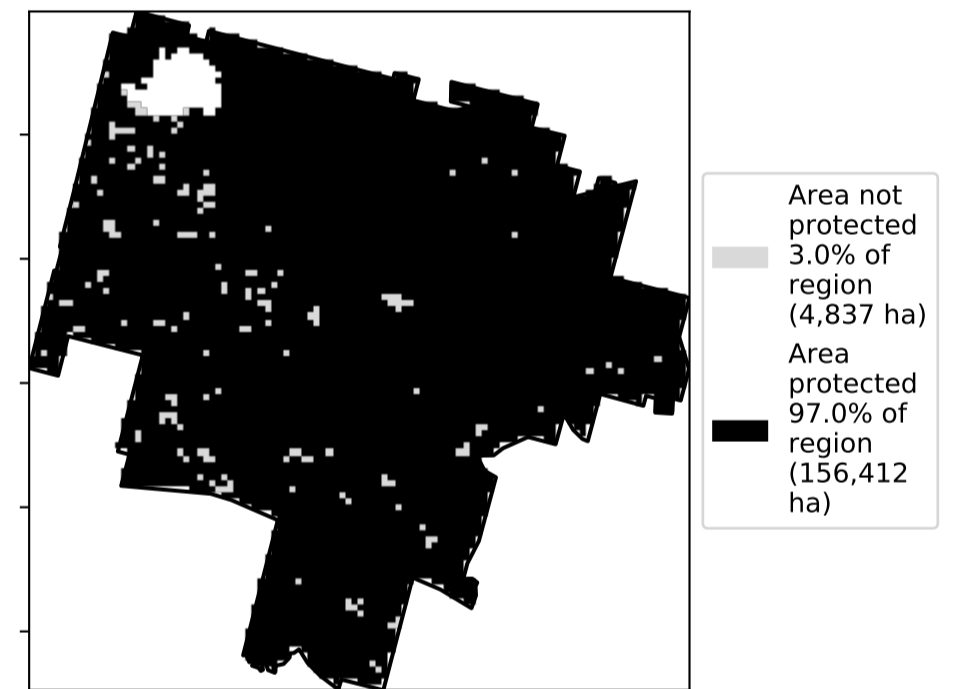 Area not
protected
3.0% of
region
(4,837 ha)
Area
protected
97.0% of
region
(156,412
ha)